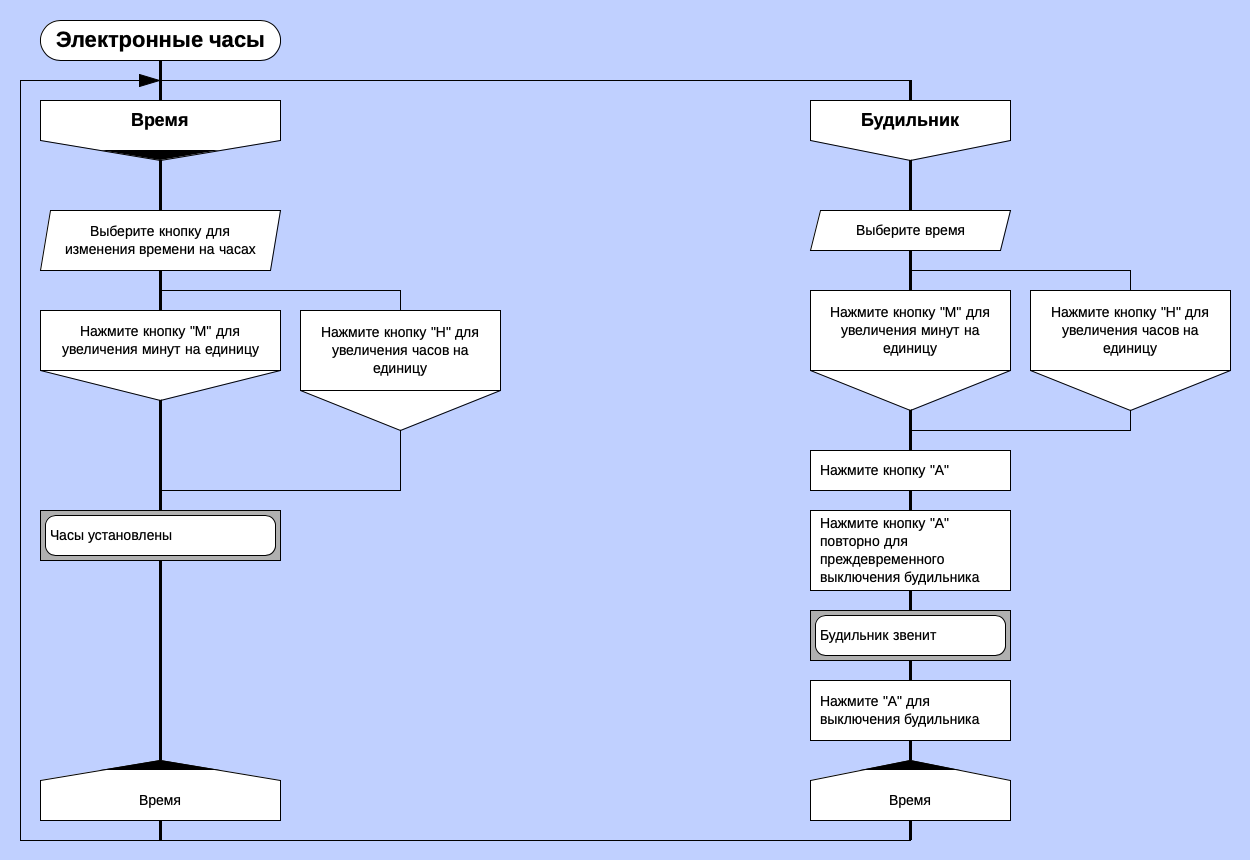 Электронные часы
Время
Выберите кнопку для
изменения времени на часах
Нажмите кнопку "М" для
увеличения минут на единицу
Нажмите кнопку "Н" для
увеличения часов на
единицу
Часы установлены
Время
Будильник
Выберите время
Нажмите кнопку "М" для
увеличения минут на
единицу
Нажмите кнопку "Н" для
увеличения часов на
единицу
Нажмите кнопку "А"
Нажмите кнопку "А"
повторно для
преждевременного
выключения будильника
Будильник звенит
Нажмите "А" для
выключения будильника
Время